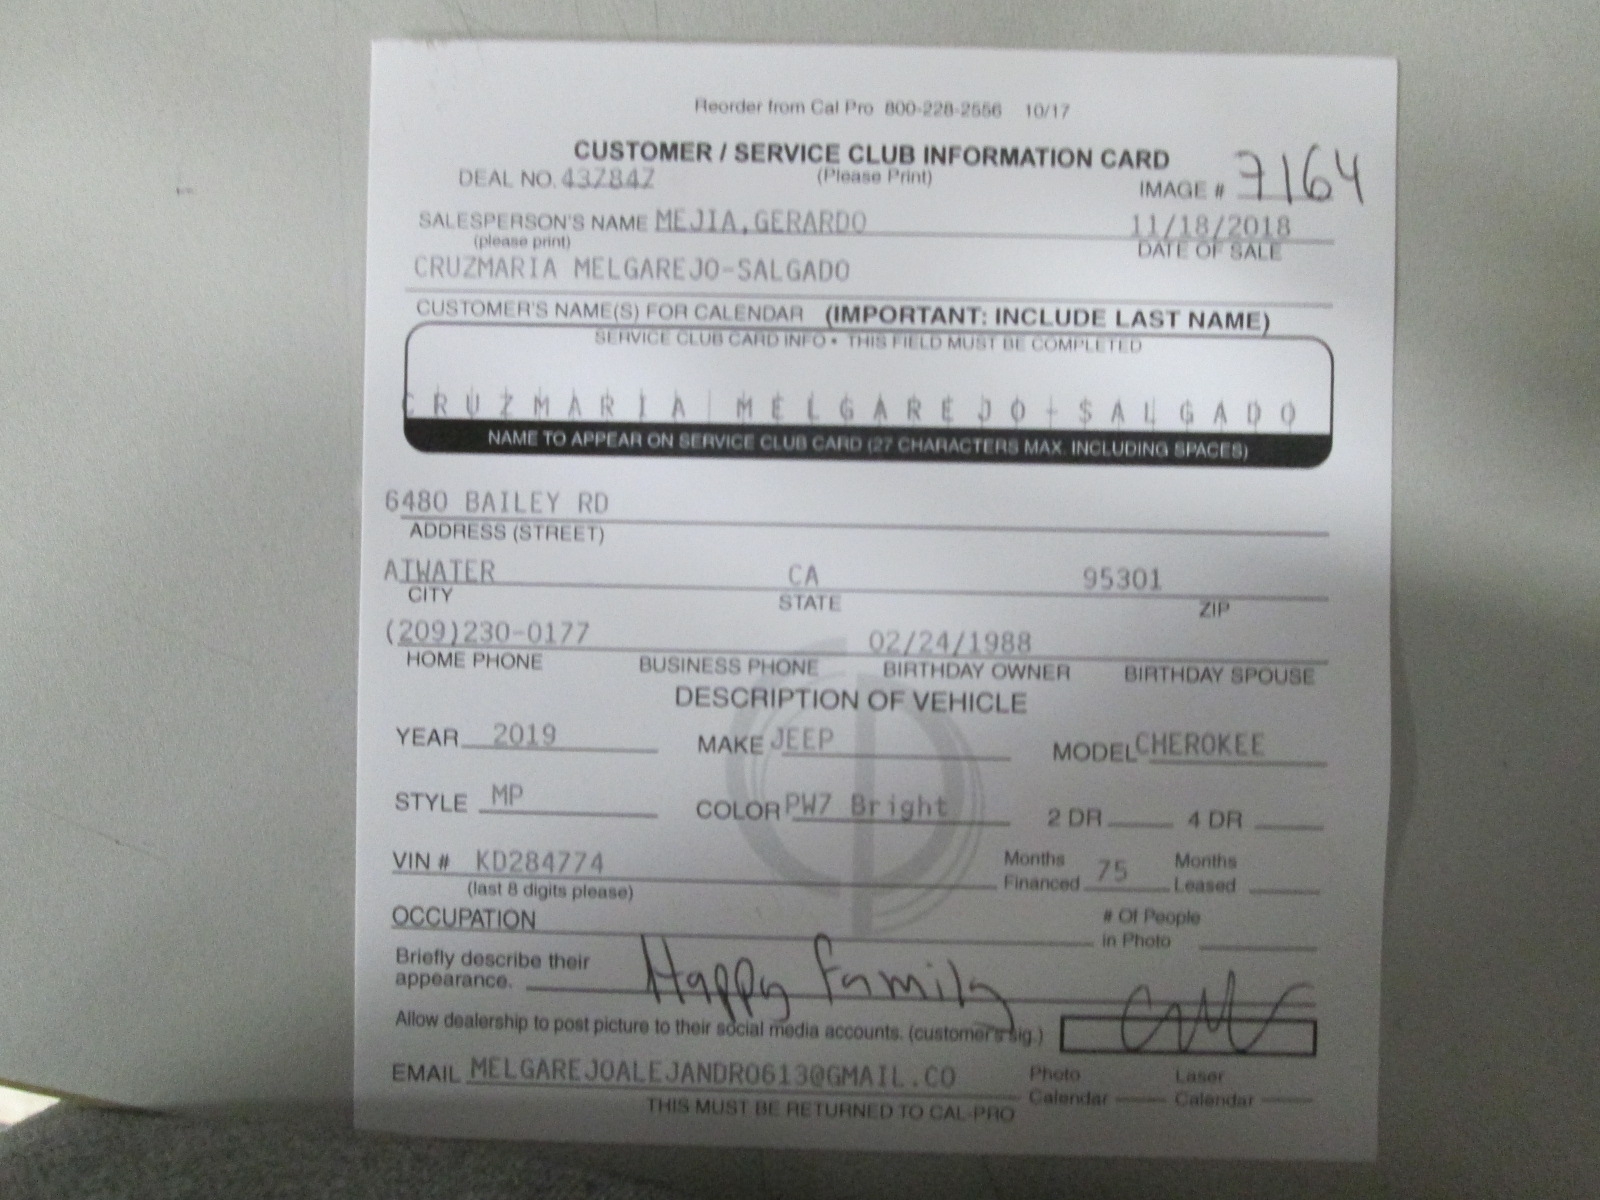 Reorder from Cal Pro 800-228-2556 10/17
CUSTOMER / SERVICE CLUB INFORMATION CARD
DEAL NO. 437847 (Please Print) IMAGE # 7164
SALESPERSON'S NAME MEJIA,GERARDO 11/18/2018
(please print) DATE OF SALE
CRUZMARIA MELGAREJO-SALGADO
CUSTOMER'S NAME(S) FOR CALENDAR (IMPORTANT: INCLUDE LAST NAME)
SERVICE CLUB CARD INFO • THIS FIELD MUST BE COMPLETED
CRUZMARIA MELGAREJO-SALGADO
NAME TO APPEAR ON SERVICE CLUB CARD (27 CHARACTERS MAX. INCLUDING SPACES)
6480 BAILEY RD
ADDRESS (STREET)
ATWATER CA 95301
CITY STATE ZIP
(209)230-0177 02/24/1988
HOME PHONE BUSINESS PHONE BIRTHDAY OWNER BIRTHDAY SPOUSE
DESCRIPTION OF VEHICLE
YEAR 2019 MAKE JEEP MODEL CHEROKEE
STYLE MP COLOR PW7 Bright 2 DR 4 DR
VIN # KD284774 Months Financed 75 Months Leased
(last 8 digits please)
OCCUPATION # Of People in Photo
Briefly describe their appearance. Happy Family
Allow dealership to post picture to their social media accounts. (customer's sig.)
EMAIL MELGAREJOALEJANDRO613@GMAIL.CO Photo Calendar Laser Calendar
THIS MUST BE RETURNED TO CAL-PRO